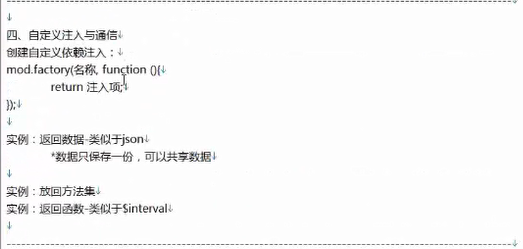 四、自定义注入与通信
创建自定义依赖注入：
mod.factory(名称, function (){
return 注入项;
});
实例：返回数据-类似于json
*数据只保存一份，可以共享数据
实例：放回方法集
实例：返回函数-类似于$interval